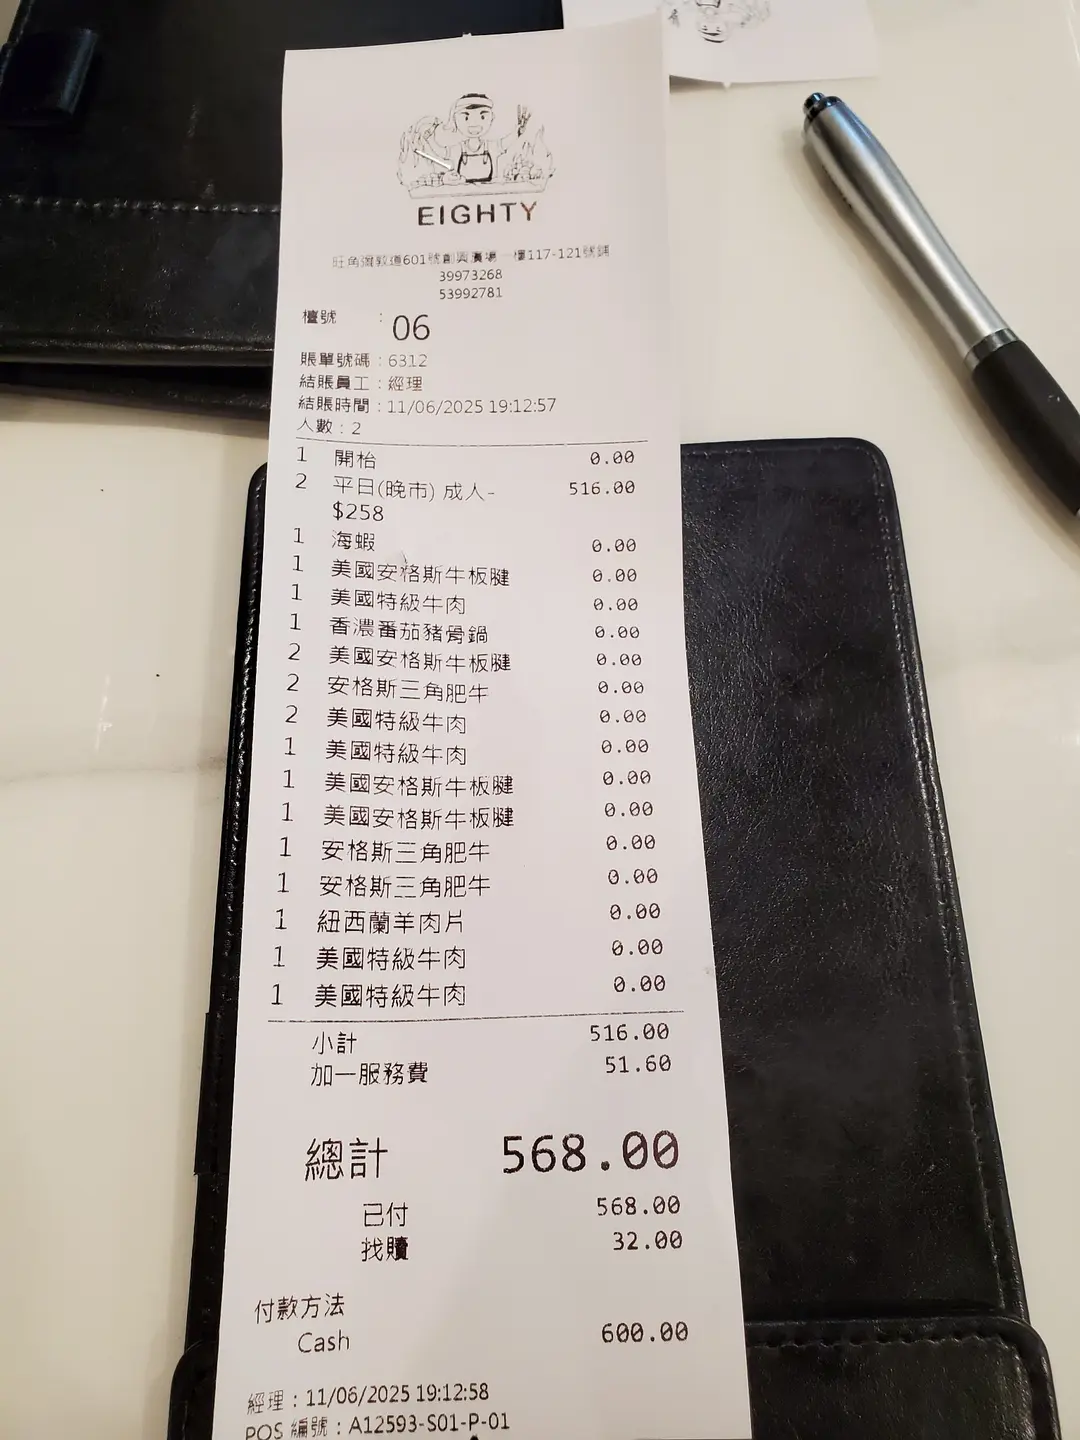 EIGHTY
旺角彌敦道601號創興廣場一樓117-121號鋪
39973268
53992781
檯號 : 06
賬單號碼 : 6312
結賬員工 : 經理
結賬時間 : 11/06/2025 19:12:57
人數 : 2
1 開枱 0.00
2 平日(晚市) 成人- 516.00
$258
1 海蝦 0.00
1 美國安格斯牛板腱 0.00
1 美國特級牛肉 0.00
1 香濃番茄豬骨鍋 0.00
2 美國安格斯牛板腱 0.00
2 安格斯三角肥牛 0.00
2 美國特級牛肉 0.00
1 美國特級牛肉 0.00
1 美國安格斯牛板腱 0.00
1 美國安格斯牛板腱 0.00
1 安格斯三角肥牛 0.00
1 安格斯三角肥牛 0.00
1 紐西蘭羊肉片 0.00
1 美國特級牛肉 0.00
1 美國特級牛肉 0.00
小計 516.00
加一服務費 51.60
總計 568.00
已付 568.00
找贖 32.00
付款方法
Cash 600.00
經理 : 11/06/2025 19:12:58
POS 編號 : A12593-S01-P-01